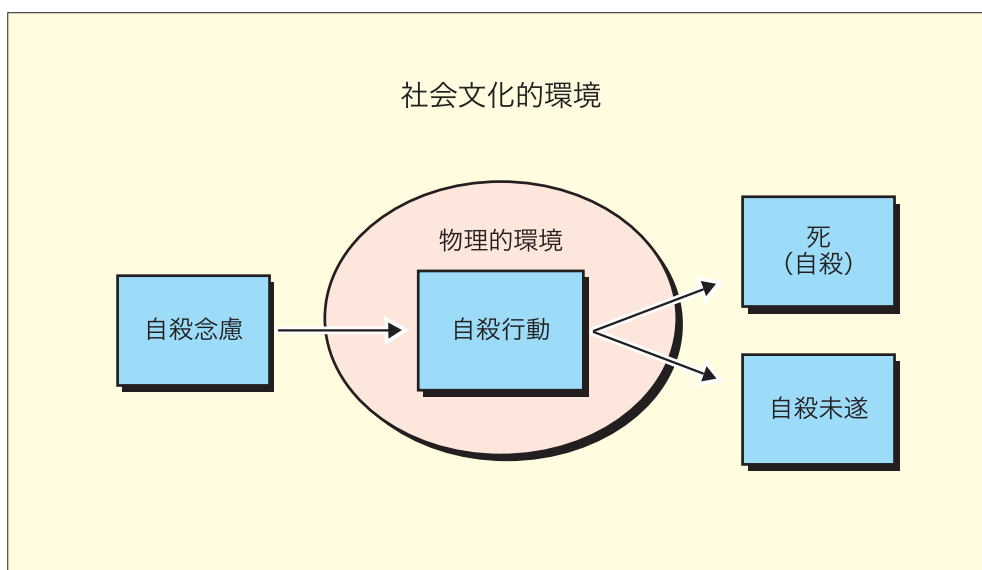 社会文化的環境
物理的環境
自殺念慮
自殺行動
死
（自殺）
自殺未遂